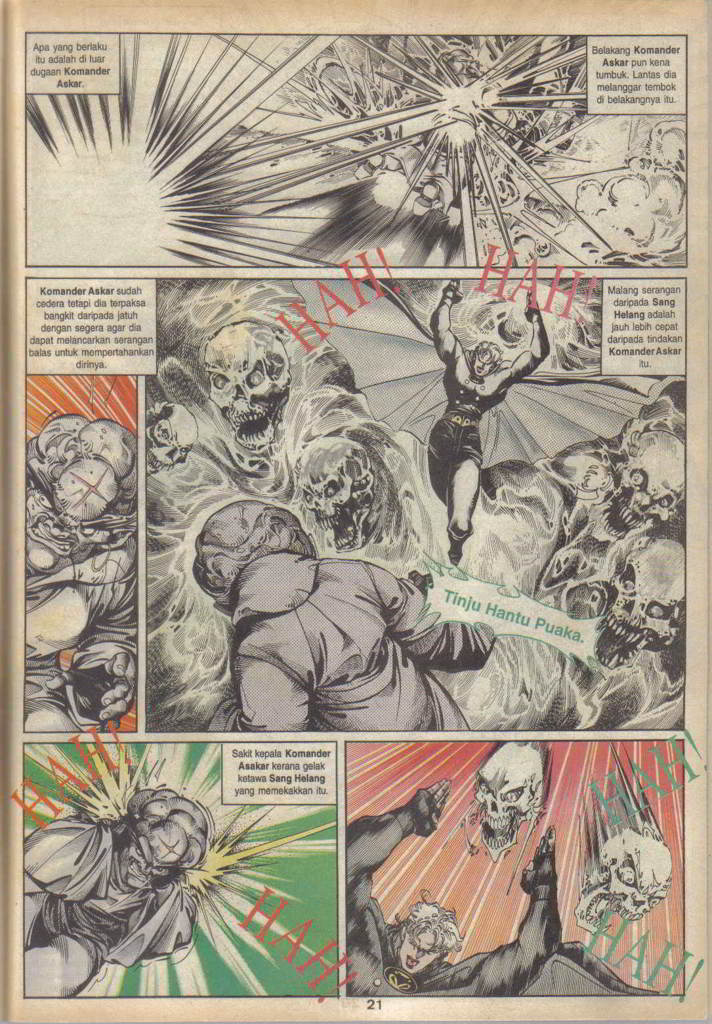 Apa yang berlaku
itu adalah di luar
dugaan Komander
Askar.
Belakang Komander
Askar pun kena
tumbuk. Lantas dia
melanggar tembok
di belakangnya itu.
Komander Askar sudah
cedera tetapi dia terpaksa
bangkit daripada jatuh
dengan segera agar dia
dapat melancarkan serangan
balas untuk mempertahankan
dirinya.
HAH!
HAH!
Malang serangan
daripada Sang
Helang adalah
jauh lebih cepat
daripada tindakan
Komander Askar
itu.
Tinju Hantu Puaka.
HAH!
Sakit kepala Komander
Asakar kerana gelak
ketawa Sang Helang
yang memekakkan itu.
HAH!
HAH!
HAH!
21